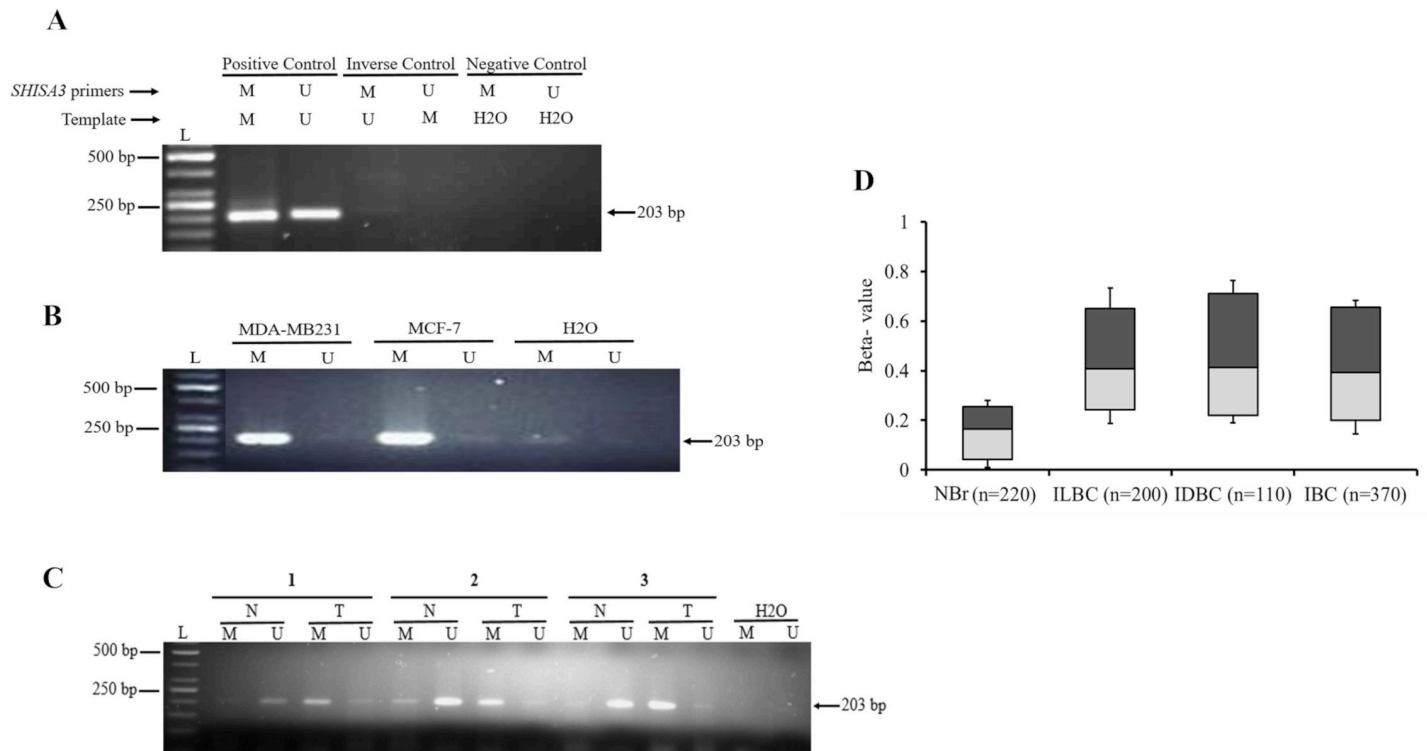 A
Positive Control Inverse Control Negative Control
SHISA3 primers M U M U M U
Template M U U M H2O H2O
L
500 bp
250 bp
203 bp
B
MDA-MB231 MCF-7 H2O
L M U M U M U
500 bp
250 bp
203 bp
C
1 2 3
N T N T N T H2O
L M U M U M U M U M U M U M U
500 bp
250 bp
203 bp
D
Beta- value
1
0.8
0.6
0.4
0.2
0
NBr (n=220) ILBC (n=200) IDBC (n=110) IBC (n=370)